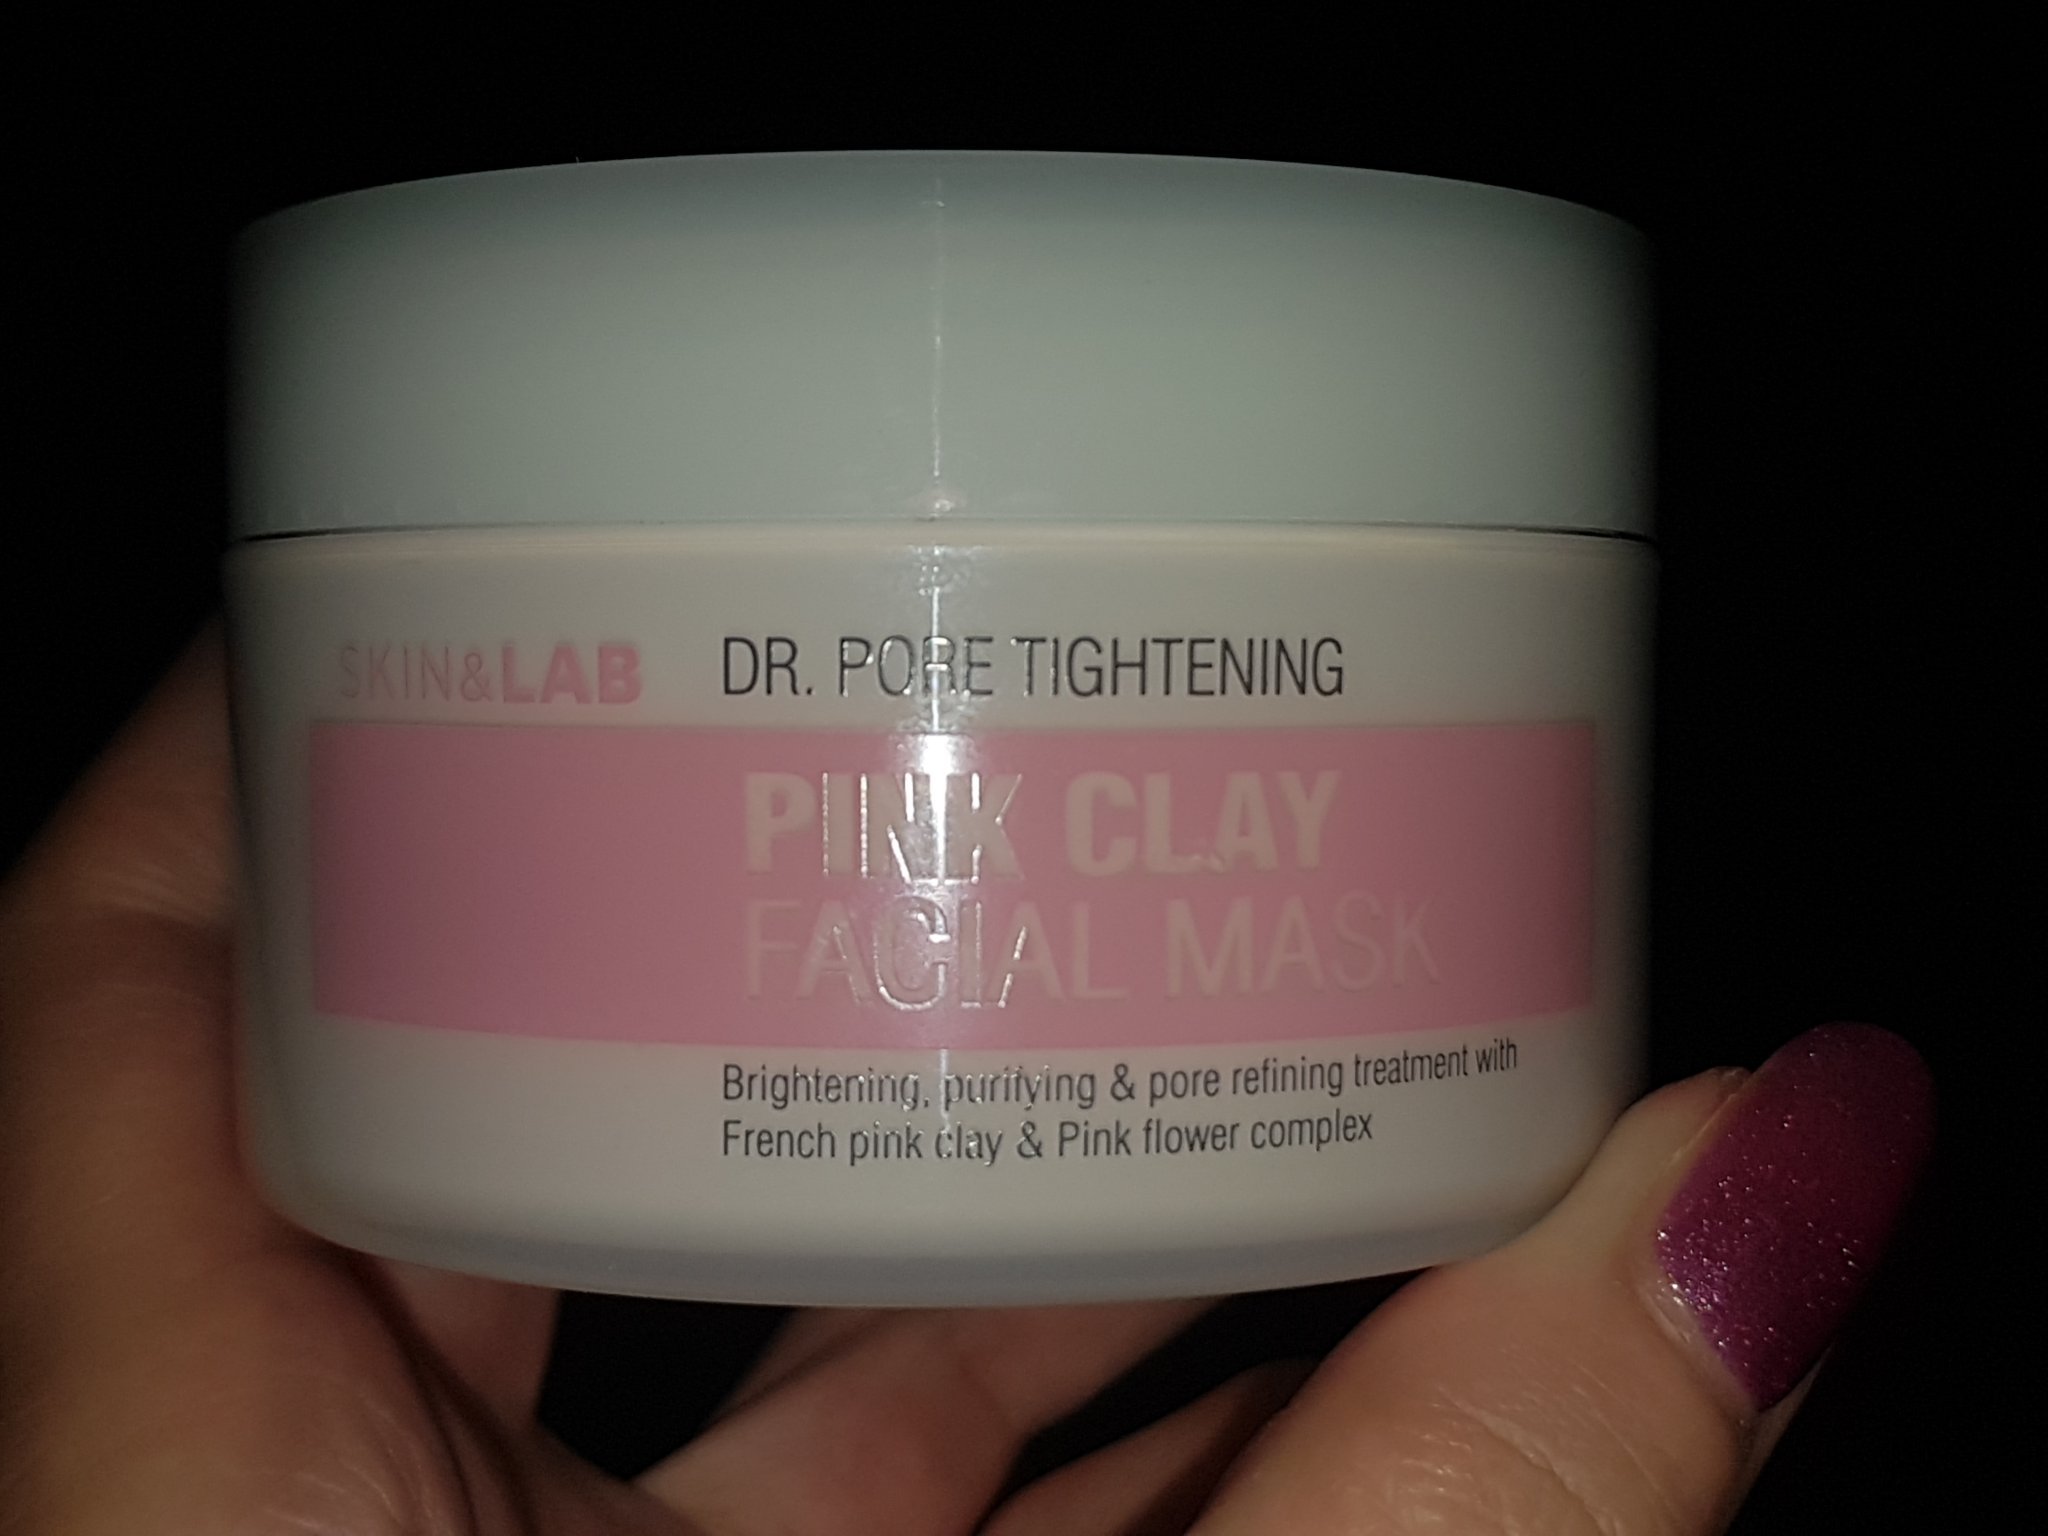 SKIN&LAB
DR. PORE TIGHTENING
PINK CLAY
FACIAL MASK
Brightening, purifying & pore refining treatment with
French pink clay & Pink flower complex